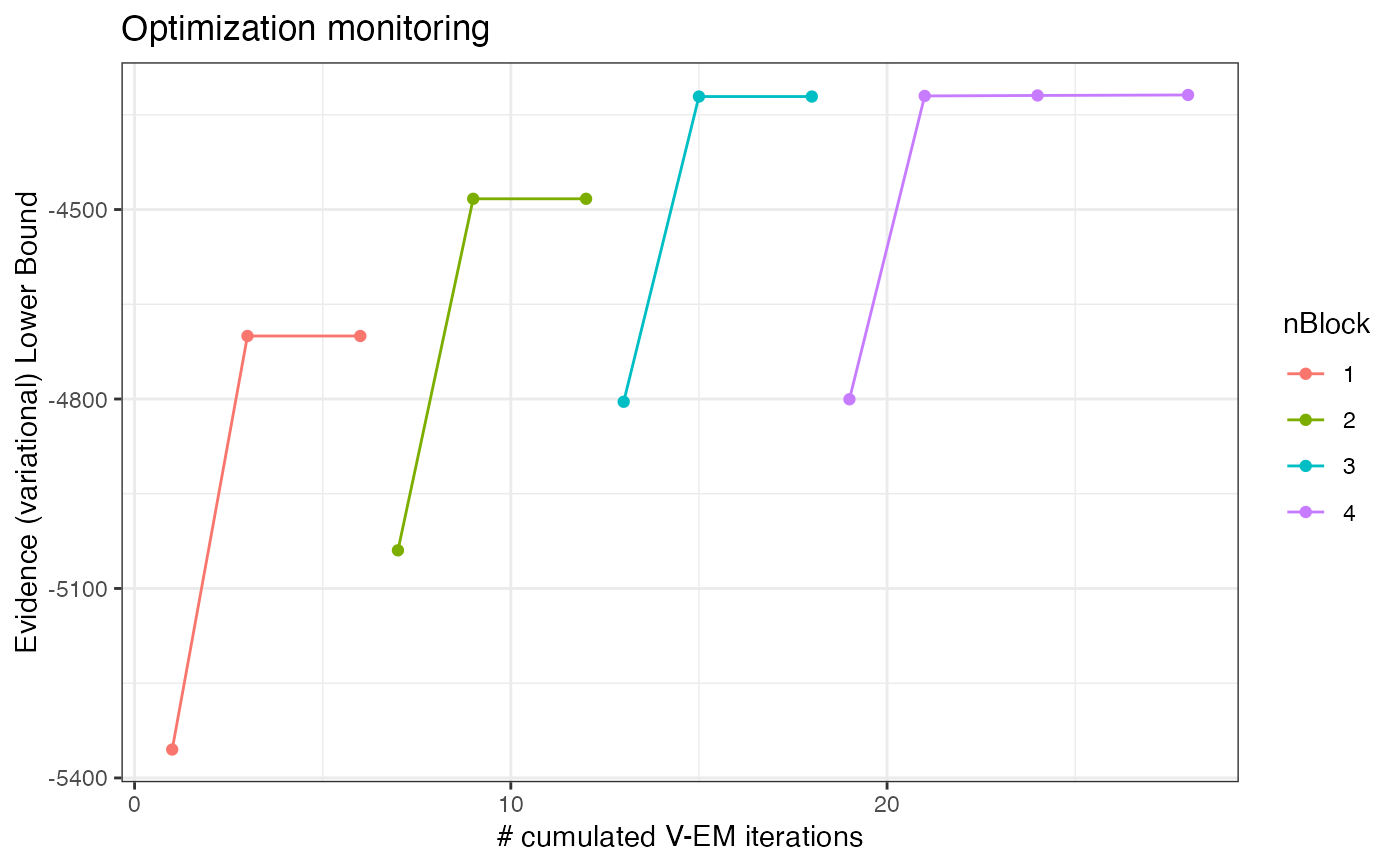 Optimization monitoring
Evidence (variational) Lower Bound
-4500
-4800
-5100
-5400
0
10
20
# cumulated V-EM iterations
nBlock
1
2
3
4